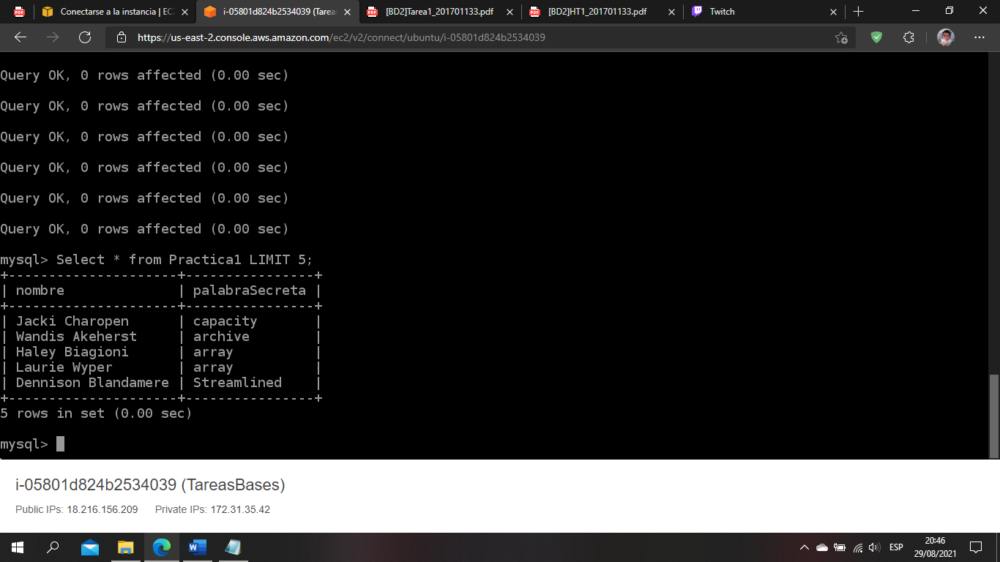 Conectarse a la instancia | EC
i-05801d824b2534039 (Tarea
[BD2]Tarea1_201701133.pdf
[BD2]HT1_201701133.pdf
Twitch
https://us-east-2.console.aws.amazon.com/ec2/v2/connect/ubuntu/i-05801d824b2534039
Query OK, 0 rows affected (0.00 sec)
Query OK, 0 rows affected (0.00 sec)
Query OK, 0 rows affected (0.00 sec)
Query OK, 0 rows affected (0.00 sec)
Query OK, 0 rows affected (0.00 sec)
Query OK, 0 rows affected (0.00 sec)
mysql> Select * from Practica1 LIMIT 5;
+---------------------+----------------+
| nombre              | palabraSecreta |
+---------------------+----------------+
| Jacki Charopen      | capacity       |
| Wandis Akeherst     | archive        |
| Haley Biagioni      | array          |
| Laurie Wyper        | array          |
| Dennison Blandamere | Streamlined    |
+---------------------+----------------+
5 rows in set (0.00 sec)
mysql>
i-05801d824b2534039 (TareasBases)
Public IPs: 18.216.156.209 Private IPs: 172.31.35.42
ESP
20:46
29/08/2021